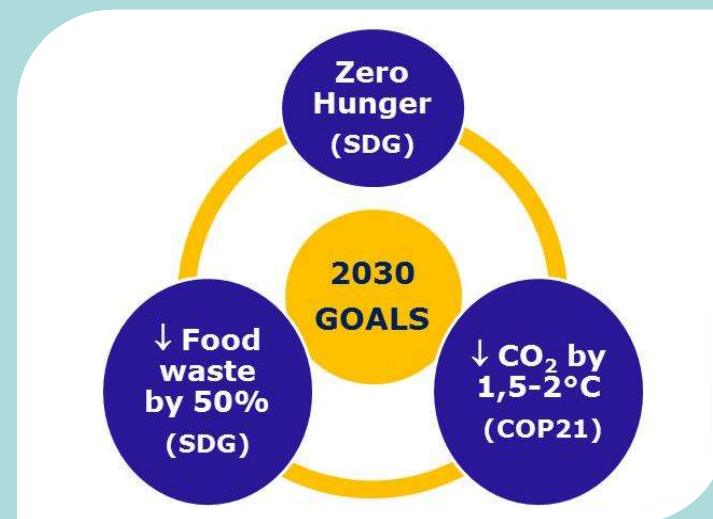 Zero
Hunger
(SDG)
2030
GOALS
↓ Food
waste
by 50%
(SDG)
↓ CO₂ by
1,5-2°C
(COP21)